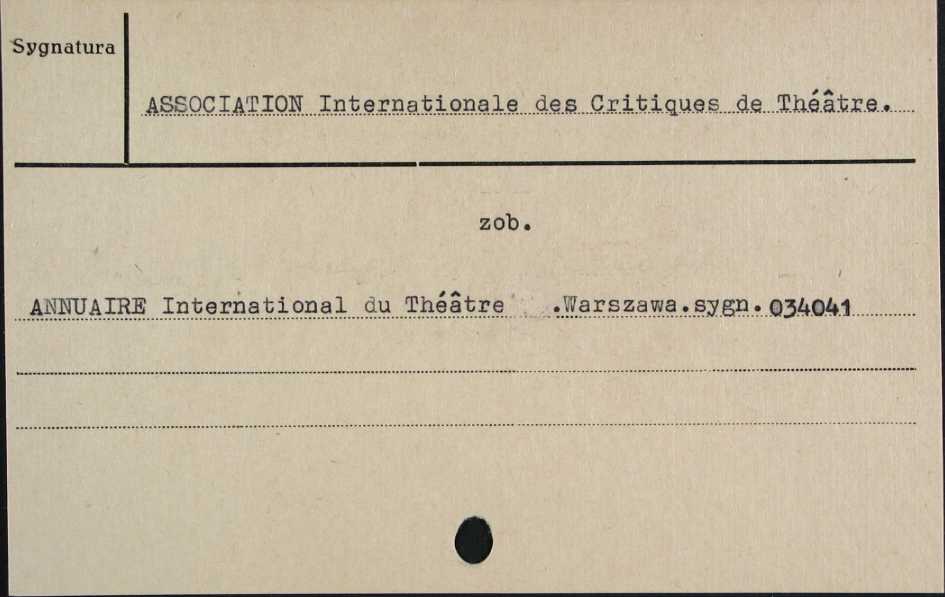 Sygnatura
ASSOCIATION Internationale des Critiques de Théâtre.
zob.
ANNUAIRE International du Théâtre .Warszawa.sygn. 034041